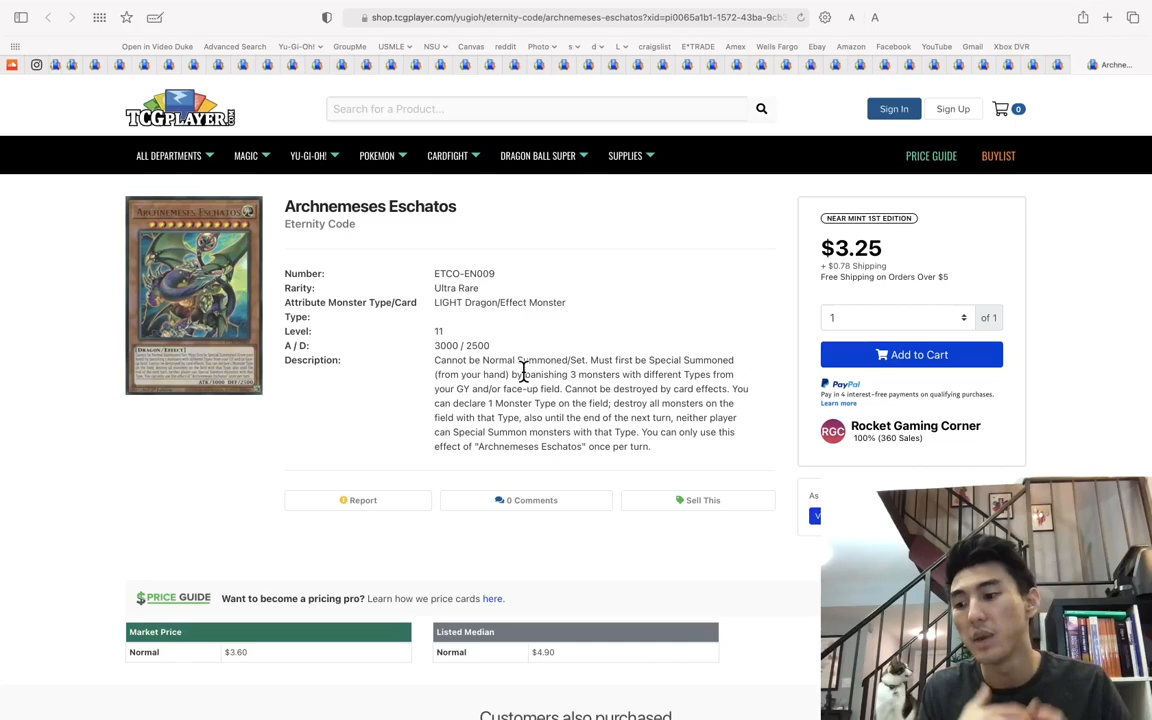 shop.tcgplayer.com/yugioh/eternity-code/archnemeses-eschatos?xid=pi0065a1b1-1572-43ba-9cb
A A
Open in Video Duke Advanced Search Yu-Gi-Oh! GroupMe USMLE NSU Canvas reddit Photo s d L craigslist E*TRADE Amex Wells Fargo Ebay Amazon Facebook YouTube Gmail Xbox DVR
Archne...
TCGPLAYER.COM
Search for a Product...
Sign In Sign Up 0
ALL DEPARTMENTS MAGIC YU-GI-OH! POKEMON CARDFIGHT DRAGON BALL SUPER SUPPLIES PRICE GUIDE BUYLIST
ARCHNEMESES ESCHATOS
[DRAGON/EFFECT]
ATK/3000 DEF/2500
Archnemeses Eschatos
Eternity Code
Number: ETCO-EN009
Rarity: Ultra Rare
Attribute Monster Type/Card LIGHT Dragon/Effect Monster
Type:
Level: 11
A / D: 3000 / 2500
Description: Cannot be Normal Summoned/Set. Must first be Special Summoned
(from your hand) by banishing 3 monsters with different Types from
your GY and/or face-up field. Cannot be destroyed by card effects. You
can declare 1 Monster Type on the field; destroy all monsters on the
field with that Type, also until the end of the next turn, neither player
can Special Summon monsters with that Type. You can only use this
effect of "Archnemeses Eschatos" once per turn.
Report 0 Comments Sell This
NEAR MINT 1ST EDITION
$3.25
+ $0.78 Shipping
Free Shipping on Orders Over $5
1 of 1
Add to Cart
PayPal
Pay in 4 interest-free payments on qualifying purchases.
Learn more
RGC Rocket Gaming Corner
100% (360 Sales)
As
V
$PRICE GUIDE Want to become a pricing pro? Learn how we price cards here.
Market Price Listed Median
Normal $3.60 Normal $4.90
Customers also purchased